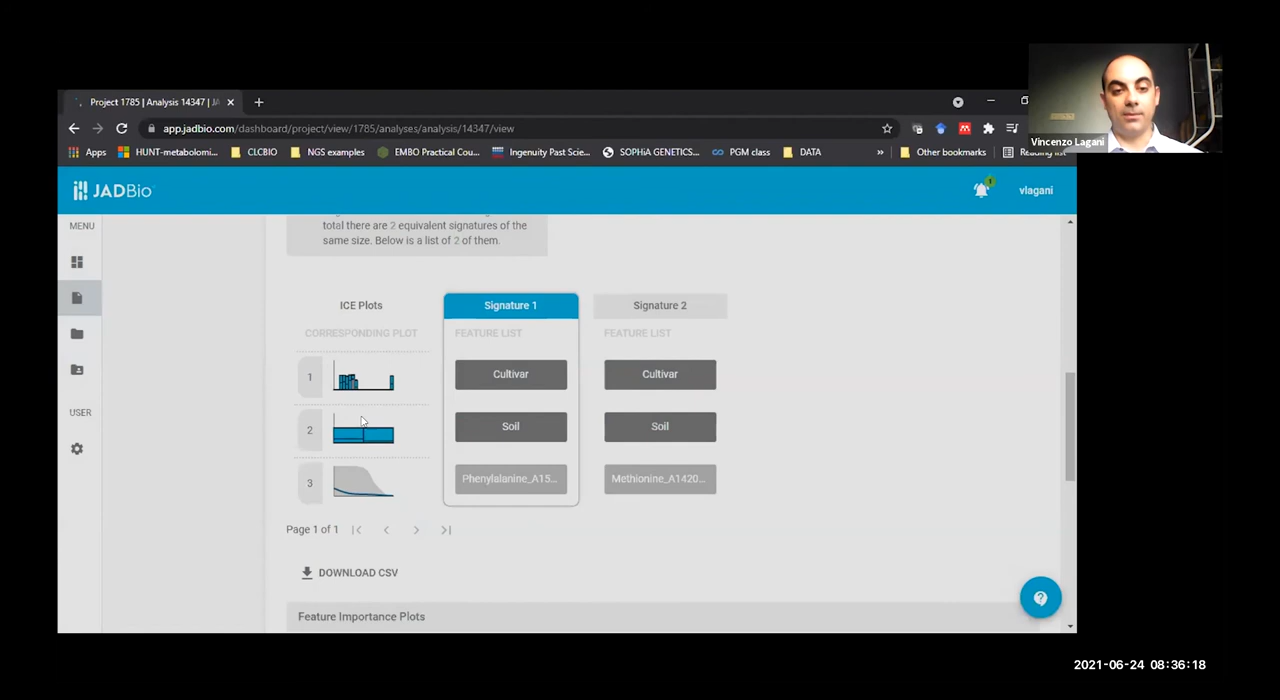 Project 1785 | Analysis 14347 | JA
app.jadbio.com/dashboard/project/view/1785/analyses/analysis/14347/view
Apps HUNT-metabolomi... CLCBIO NGS examples EMBO Practical Cou... Ingenuity Past Scie... SOPHiA GENETICS... PGM class DATA » Other bookmarks Reading list
Vincenzo Lagani
JADBIO
vlagani
MENU
total there are 2 equivalent signatures of the
same size. Below is a list of 2 of them.
ICE Plots Signature 1 Signature 2
CORRESPONDING PLOT FEATURE LIST FEATURE LIST
1 Cultivar Cultivar
USER
2 Soil Soil
3 Phenylalanine_A15... Methionine_A1420...
Page 1 of 1
DOWNLOAD CSV
Feature Importance Plots
2021-06-24 08:36:18